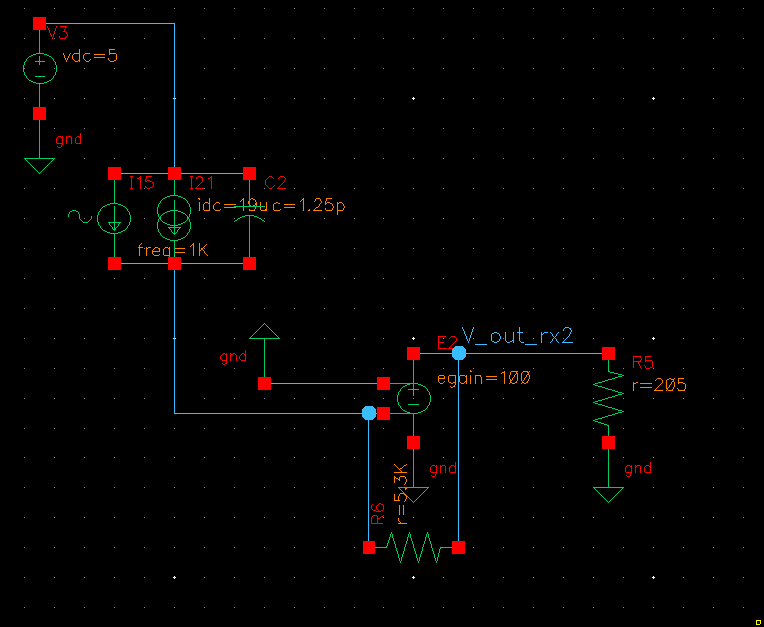 V3
vdc=5
gnd
I15
I21
C2
idc=19u
c=1.25p
freq=1K
V_out_rx2
E2
gnd
R5
egain=100
r=205
gnd
gnd
r=5.3K
R6